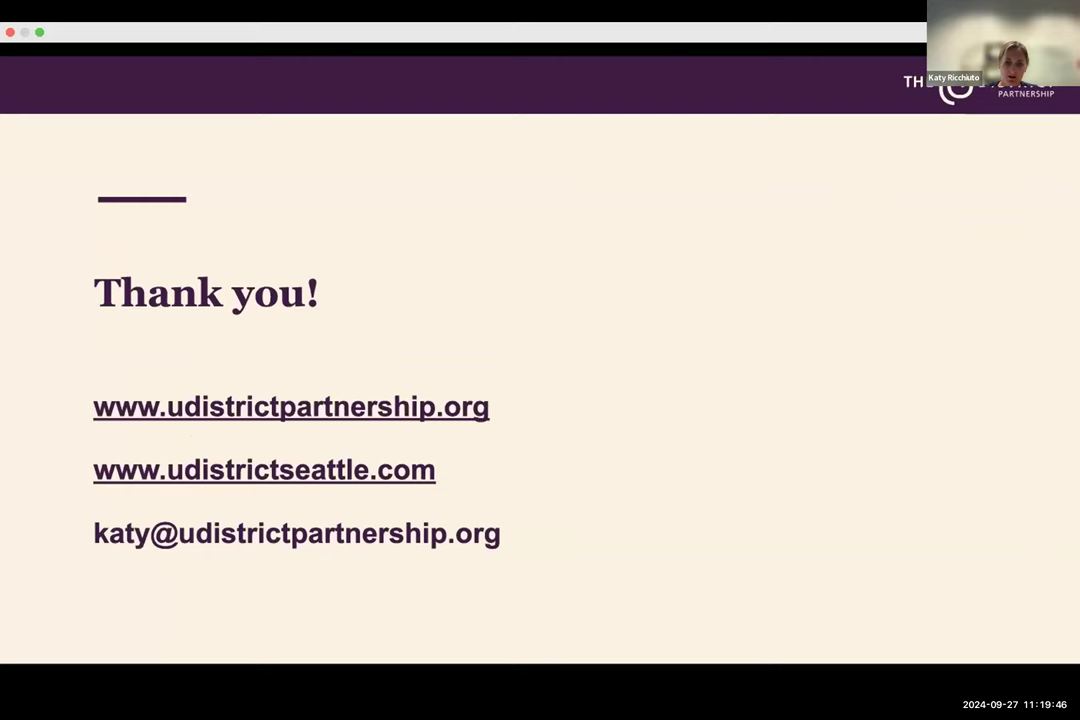 Katy Ricchiuto
TH
PARTNERSHIP
Thank you!
www.udistrictpartnership.org
www.udistrictseattle.com
katy@udistrictpartnership.org
2024-09-27 11:19:46